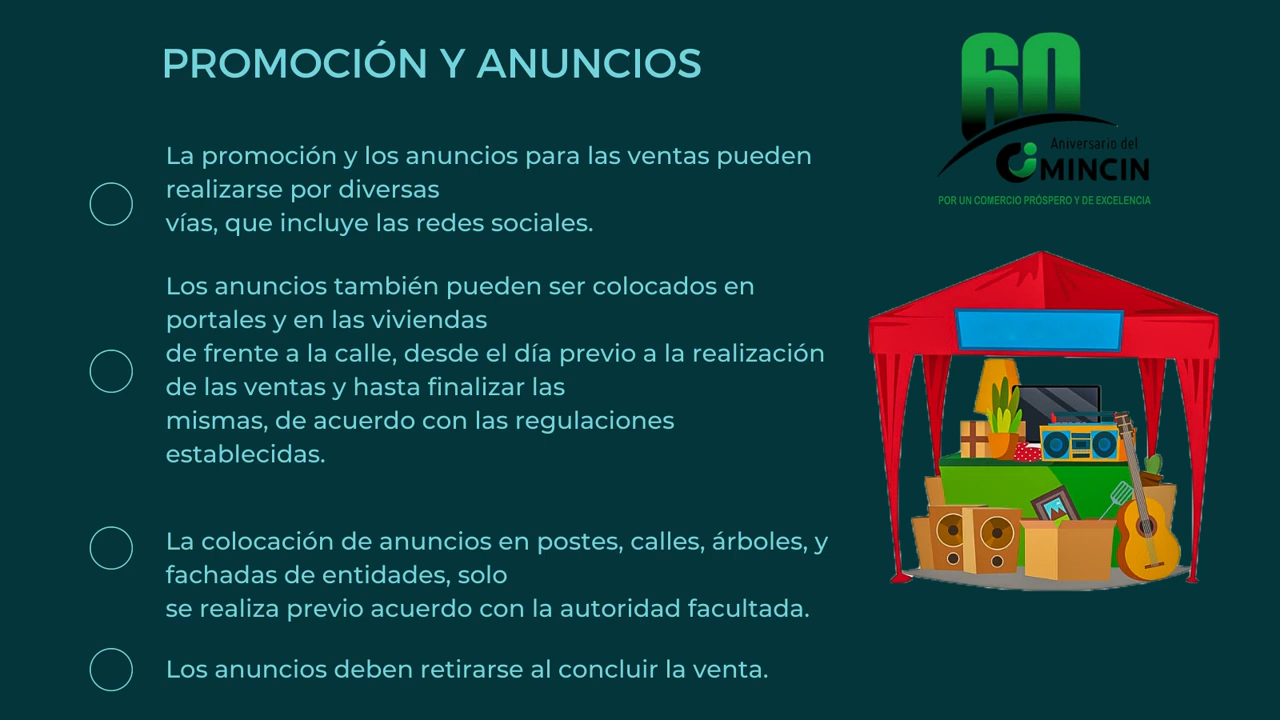 PROMOCIÓN Y ANUNCIOS
La promoción y los anuncios para las ventas pueden
realizarse por diversas
vías, que incluye las redes sociales.
Los anuncios también pueden ser colocados en
portales y en las viviendas
de frente a la calle, desde el día previo a la realización
de las ventas y hasta finalizar las
mismas, de acuerdo con las regulaciones
establecidas.
La colocación de anuncios en postes, calles, árboles, y
fachadas de entidades, solo
se realiza previo acuerdo con la autoridad facultada.
Los anuncios deben retirarse al concluir la venta.
60
Aniversario del
MINCIN
POR UN COMERCIO PRÓSPERO Y DE EXCELENCIA